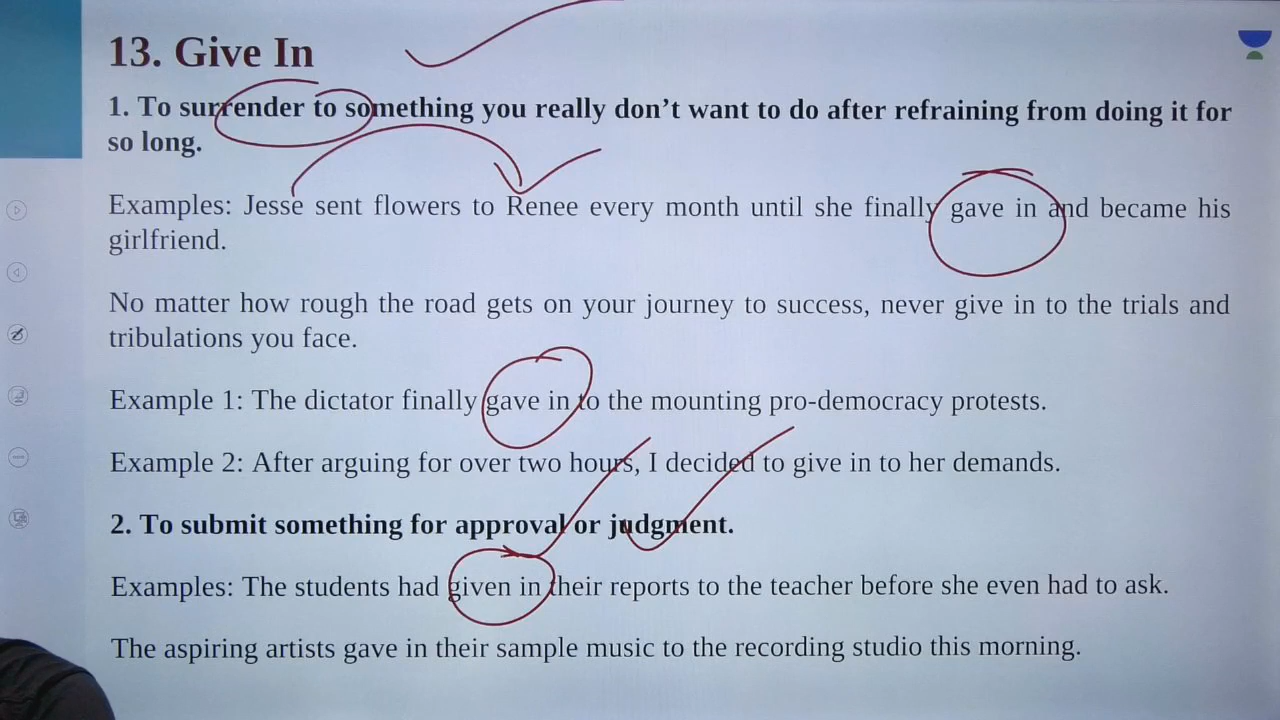 13. Give In
1. To surrender to something you really don't want to do after refraining from doing it for
so long.
Examples: Jesse sent flowers to Renee every month until she finally gave in and became his
girlfriend.
No matter how rough the road gets on your journey to success, never give in to the trials and
tribulations you face.
Example 1: The dictator finally gave in to the mounting pro-democracy protests.
Example 2: After arguing for over two hours, I decided to give in to her demands.
2. To submit something for approval or judgment.
Examples: The students had given in their reports to the teacher before she even had to ask.
The aspiring artists gave in their sample music to the recording studio this morning.